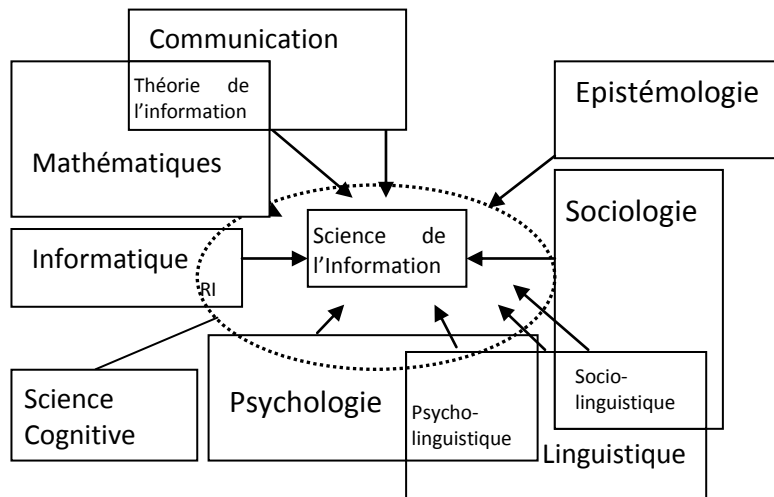 Communication
Théorie de
l'information
Mathématiques
Epistémologie
Sociologie
Science de
l'Information
Informatique
RI
Science
Cognitive
Psychologie
Psycho-
linguistique
Socio-
linguistique
Linguistique